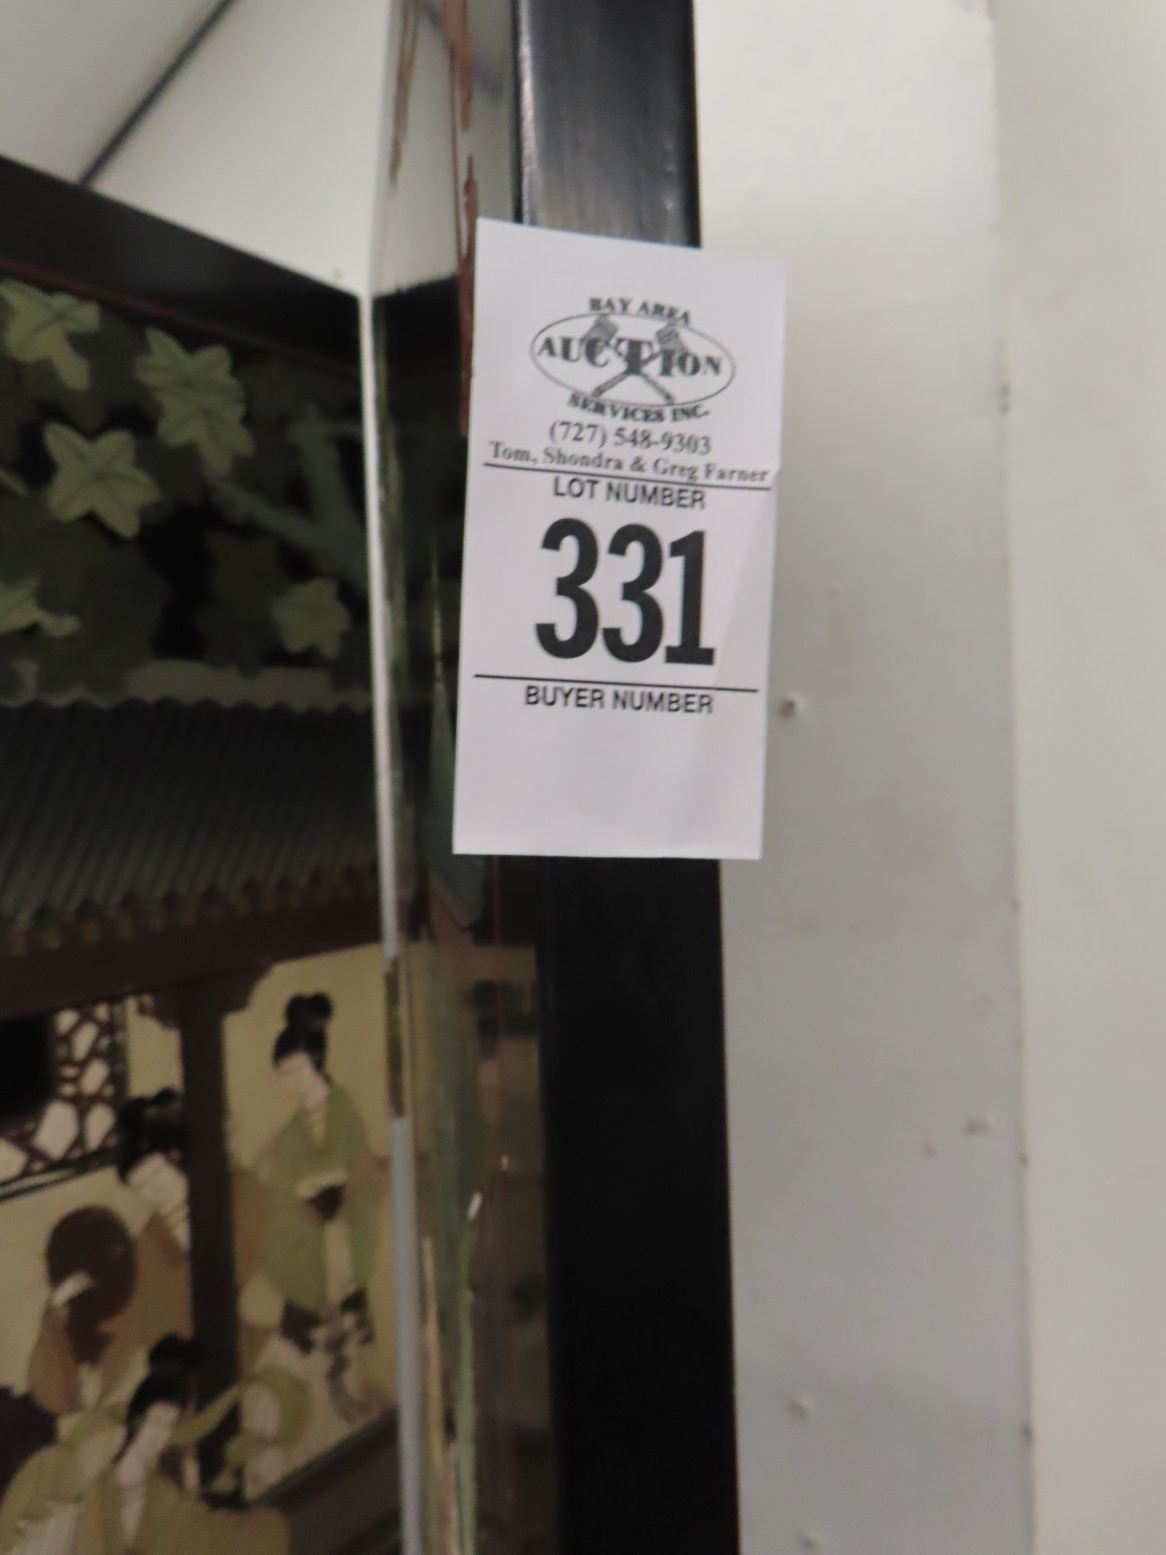 BAY AREA
AUCTION
SERVICES INC.
(727) 548-9303
Tom, Shondra & Greg Farner
LOT NUMBER
331
BUYER NUMBER